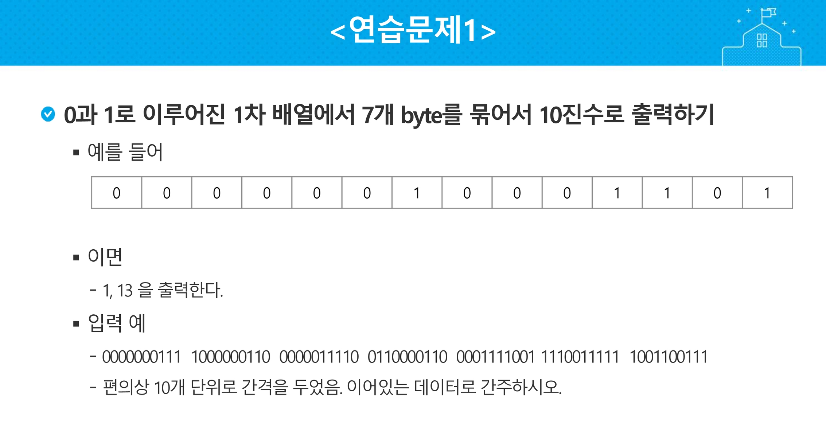 <연습문제1>
0과 1로 이루어진 1차 배열에서 7개 byte를 묶어서 10진수로 출력하기
▪ 예를 들어
0 0 0 0 0 0 1 0 0 0 1 1 0 1
▪ 이면
- 1, 13 을 출력한다.
▪ 입력 예
- 0000000111 1000000110 0000011110 0110000110 0001111001 1110011111 1001100111
- 편의상 10개 단위로 간격을 두었음. 이어있는 데이터로 간주하시오.